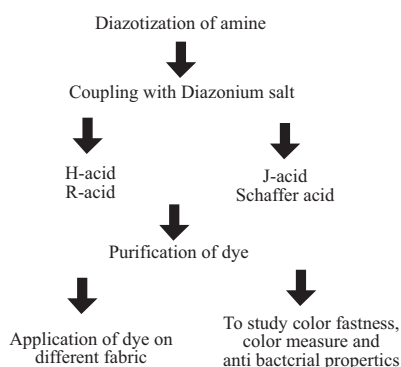 Diazotization of amine
Coupling with Diazonium salt
H-acid
R-acid
J-acid
Schaffer acid
Purification of dye
Application of dye on
different fabric
To study color fastness,
color measure and
anti bactcrial propertics